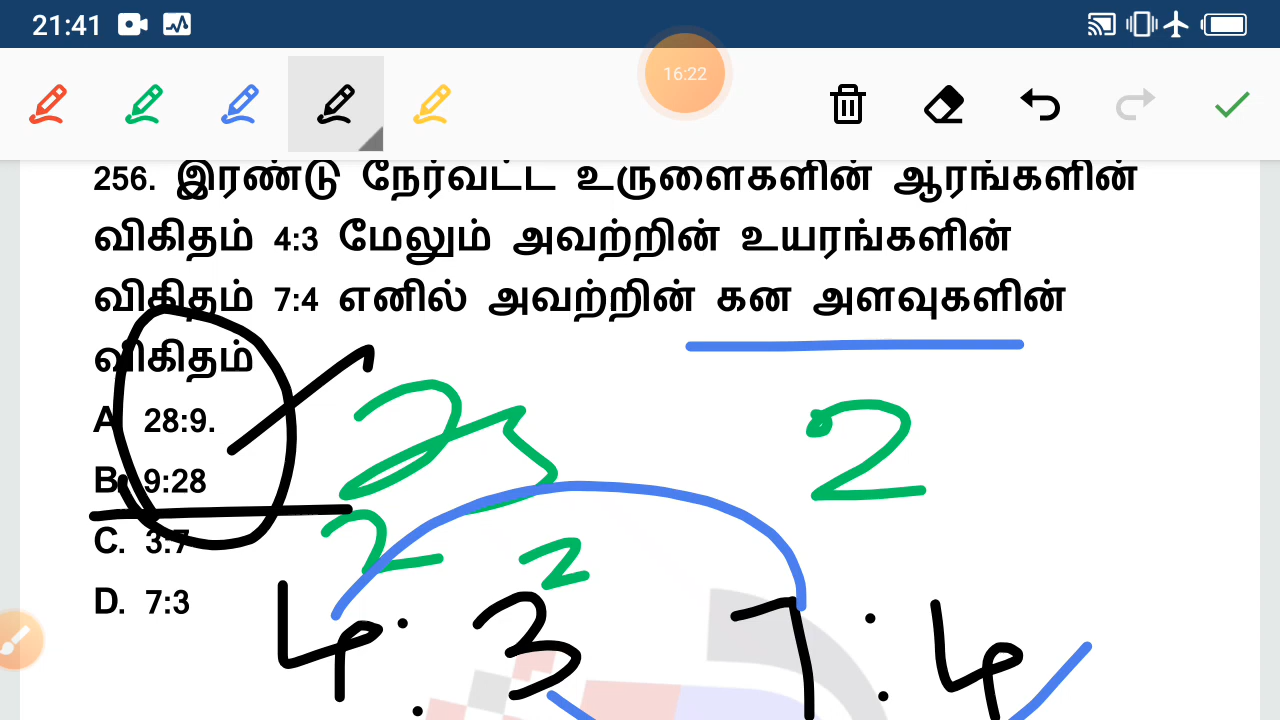 21:41
16:22
256. இரண்டு நேர்வட்ட உருளைகளின் ஆரங்களின்
விகிதம் 4:3 மேலும் அவற்றின் உயரங்களின்
விகிதம் 7:4 எனில் அவற்றின் கன அளவுகளின்
விகிதம்
A. 28:9.
B. 9:28
C. 3:7
D. 7:3
2 2
2 2
4 : 3 7 : 4